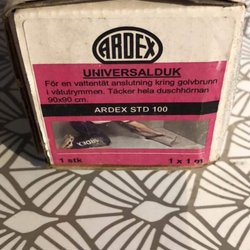 ARDEX
UNIVERSALDUK
För en vattentät anslutning kring golvbrunn
i våtutrymmen. Täcker hela duschhörnan
90x90 cm.
ARDEX STD 100
1 stk
1 x 1 m